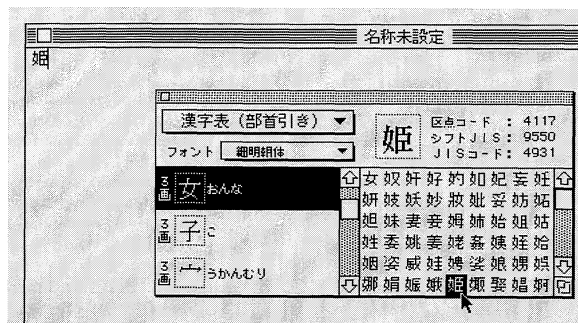 名称未設定
姫
漢字表（部首引き）
フォント 細明朝体
姫
区点コード : 4117
シフトJIS : 9550
JISコード : 4931
3画 女 おんな
3画 子 こ
3画 宀 うかんむり
女奴奸好妁如妃妄妊
妍妓妖妙妝妣妥妨妬
妲妹妻妾姆姉始姐姑
姓委姚姜姥姦姨姪姶
姻姿威娃娉娑娘娚娯
娜娟娠娥姫娵娶娼婀